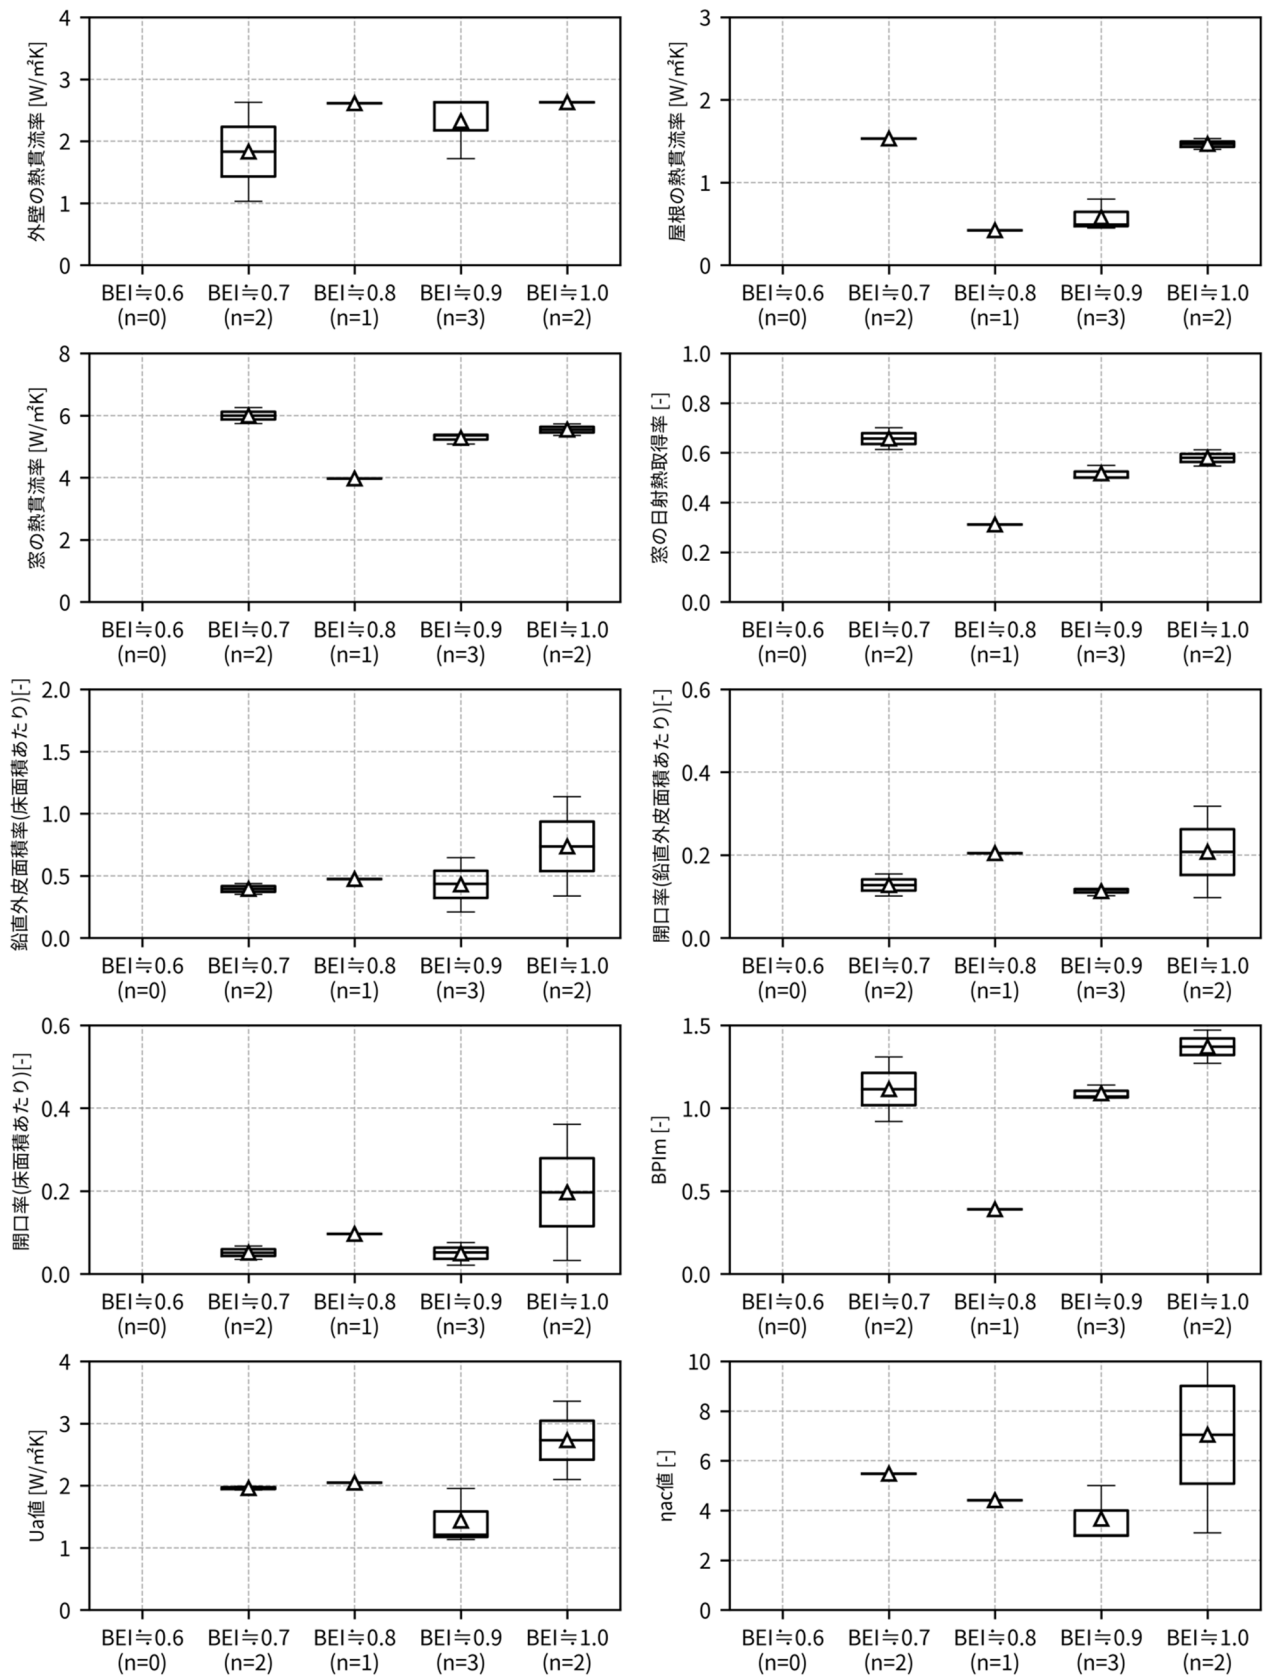 外壁の熱貫流率 [W/㎡K]
4
3
2
1
0
BEI≒0.6 BEI≒0.7 BEI≒0.8 BEI≒0.9 BEI≒1.0
(n=0) (n=2) (n=1) (n=3) (n=2)
屋根の熱貫流率 [W/㎡K]
3
2
1
0
BEI≒0.6 BEI≒0.7 BEI≒0.8 BEI≒0.9 BEI≒1.0
(n=0) (n=2) (n=1) (n=3) (n=2)
窓の熱貫流率 [W/㎡K]
8
6
4
2
0
BEI≒0.6 BEI≒0.7 BEI≒0.8 BEI≒0.9 BEI≒1.0
(n=0) (n=2) (n=1) (n=3) (n=2)
窓の日射熱取得率 [-]
1.0
0.8
0.6
0.4
0.2
0.0
BEI≒0.6 BEI≒0.7 BEI≒0.8 BEI≒0.9 BEI≒1.0
(n=0) (n=2) (n=1) (n=3) (n=2)
鉛直外皮面積率(床面積あたり)[-]
2.0
1.5
1.0
0.5
0.0
BEI≒0.6 BEI≒0.7 BEI≒0.8 BEI≒0.9 BEI≒1.0
(n=0) (n=2) (n=1) (n=3) (n=2)
開口率(鉛直外皮面積あたり)[-]
0.6
0.4
0.2
0.0
BEI≒0.6 BEI≒0.7 BEI≒0.8 BEI≒0.9 BEI≒1.0
(n=0) (n=2) (n=1) (n=3) (n=2)
開口率(床面積あたり)[-]
0.6
0.4
0.2
0.0
BEI≒0.6 BEI≒0.7 BEI≒0.8 BEI≒0.9 BEI≒1.0
(n=0) (n=2) (n=1) (n=3) (n=2)
BPIm [-]
1.5
1.0
0.5
0.0
BEI≒0.6 BEI≒0.7 BEI≒0.8 BEI≒0.9 BEI≒1.0
(n=0) (n=2) (n=1) (n=3) (n=2)
Ua値 [W/㎡K]
4
3
2
1
0
BEI≒0.6 BEI≒0.7 BEI≒0.8 BEI≒0.9 BEI≒1.0
(n=0) (n=2) (n=1) (n=3) (n=2)
ηac値 [-]
10
8
6
4
2
0
BEI≒0.6 BEI≒0.7 BEI≒0.8 BEI≒0.9 BEI≒1.0
(n=0) (n=2) (n=1) (n=3) (n=2)